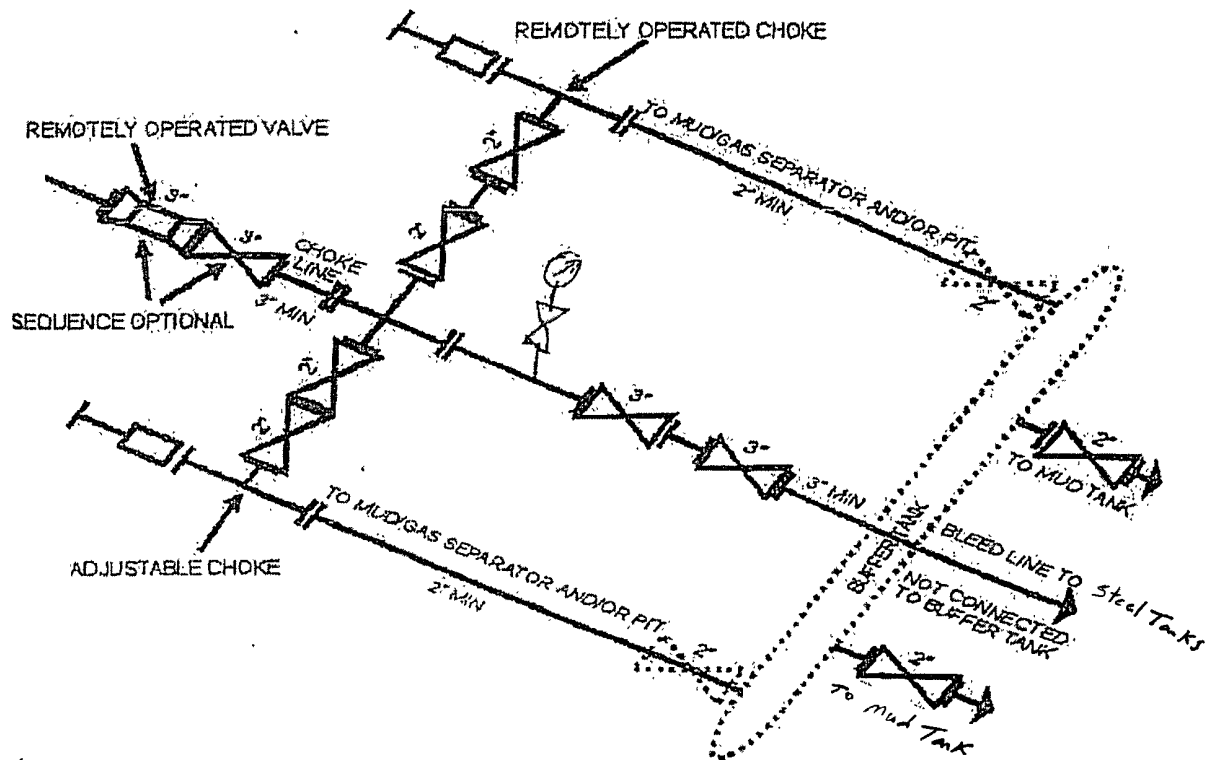 REMOTELY OPERATED CHOKE
REMOTELY OPERATED VALVE
TO MUD/GAS SEPARATOR AND/OR PIT
2" MIN
2"
2"
3"
3"
CHOKE
LINE
3" MIN
SEQUENCE OPTIONAL
2"
2"
2"
3"
3"
3" MIN
2"
TO MUD TANK
ADJUSTABLE CHOKE
TO MUD/GAS SEPARATOR AND/OR PIT
2" MIN
2"
BUFFER TANK
BLEED LINE TO Steel Tanks
NOT CONNECTED
TO BUFFER TANK
2"
To Mud Tank